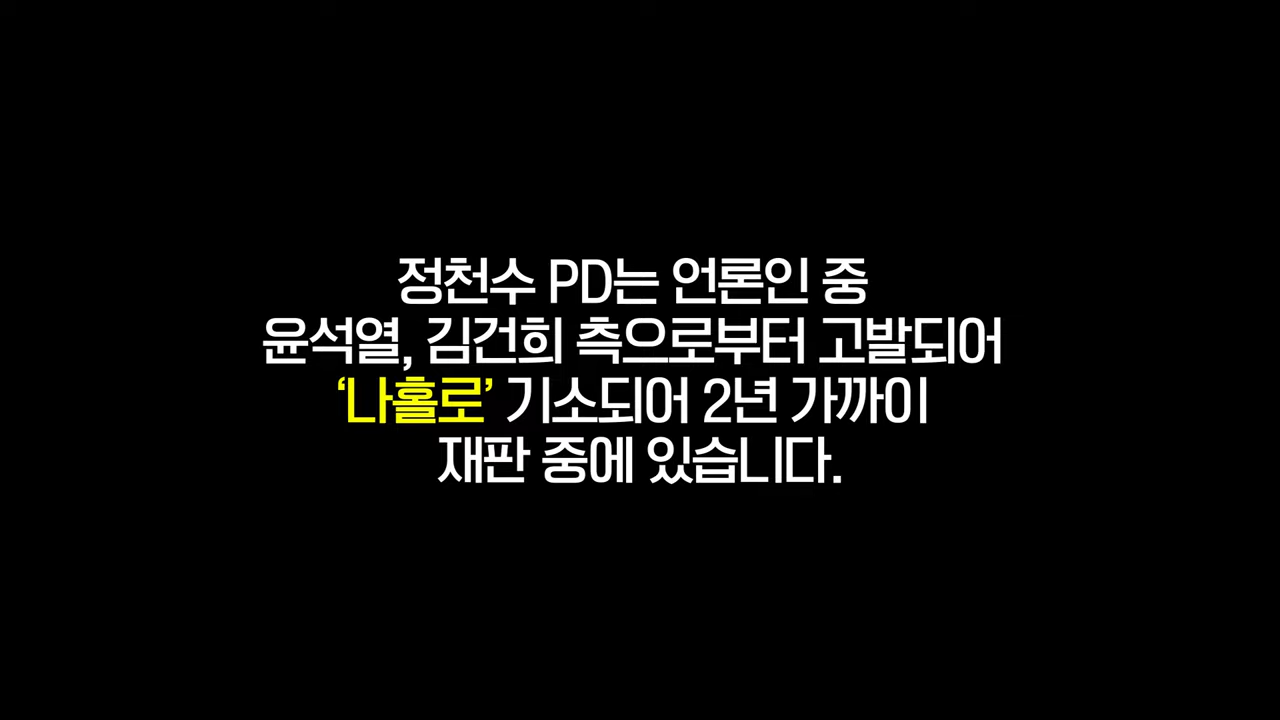 정천수 PD는 언론인 중
윤석열, 김건희 측으로부터 고발되어
‘나홀로’ 기소되어 2년 가까이
재판 중에 있습니다.